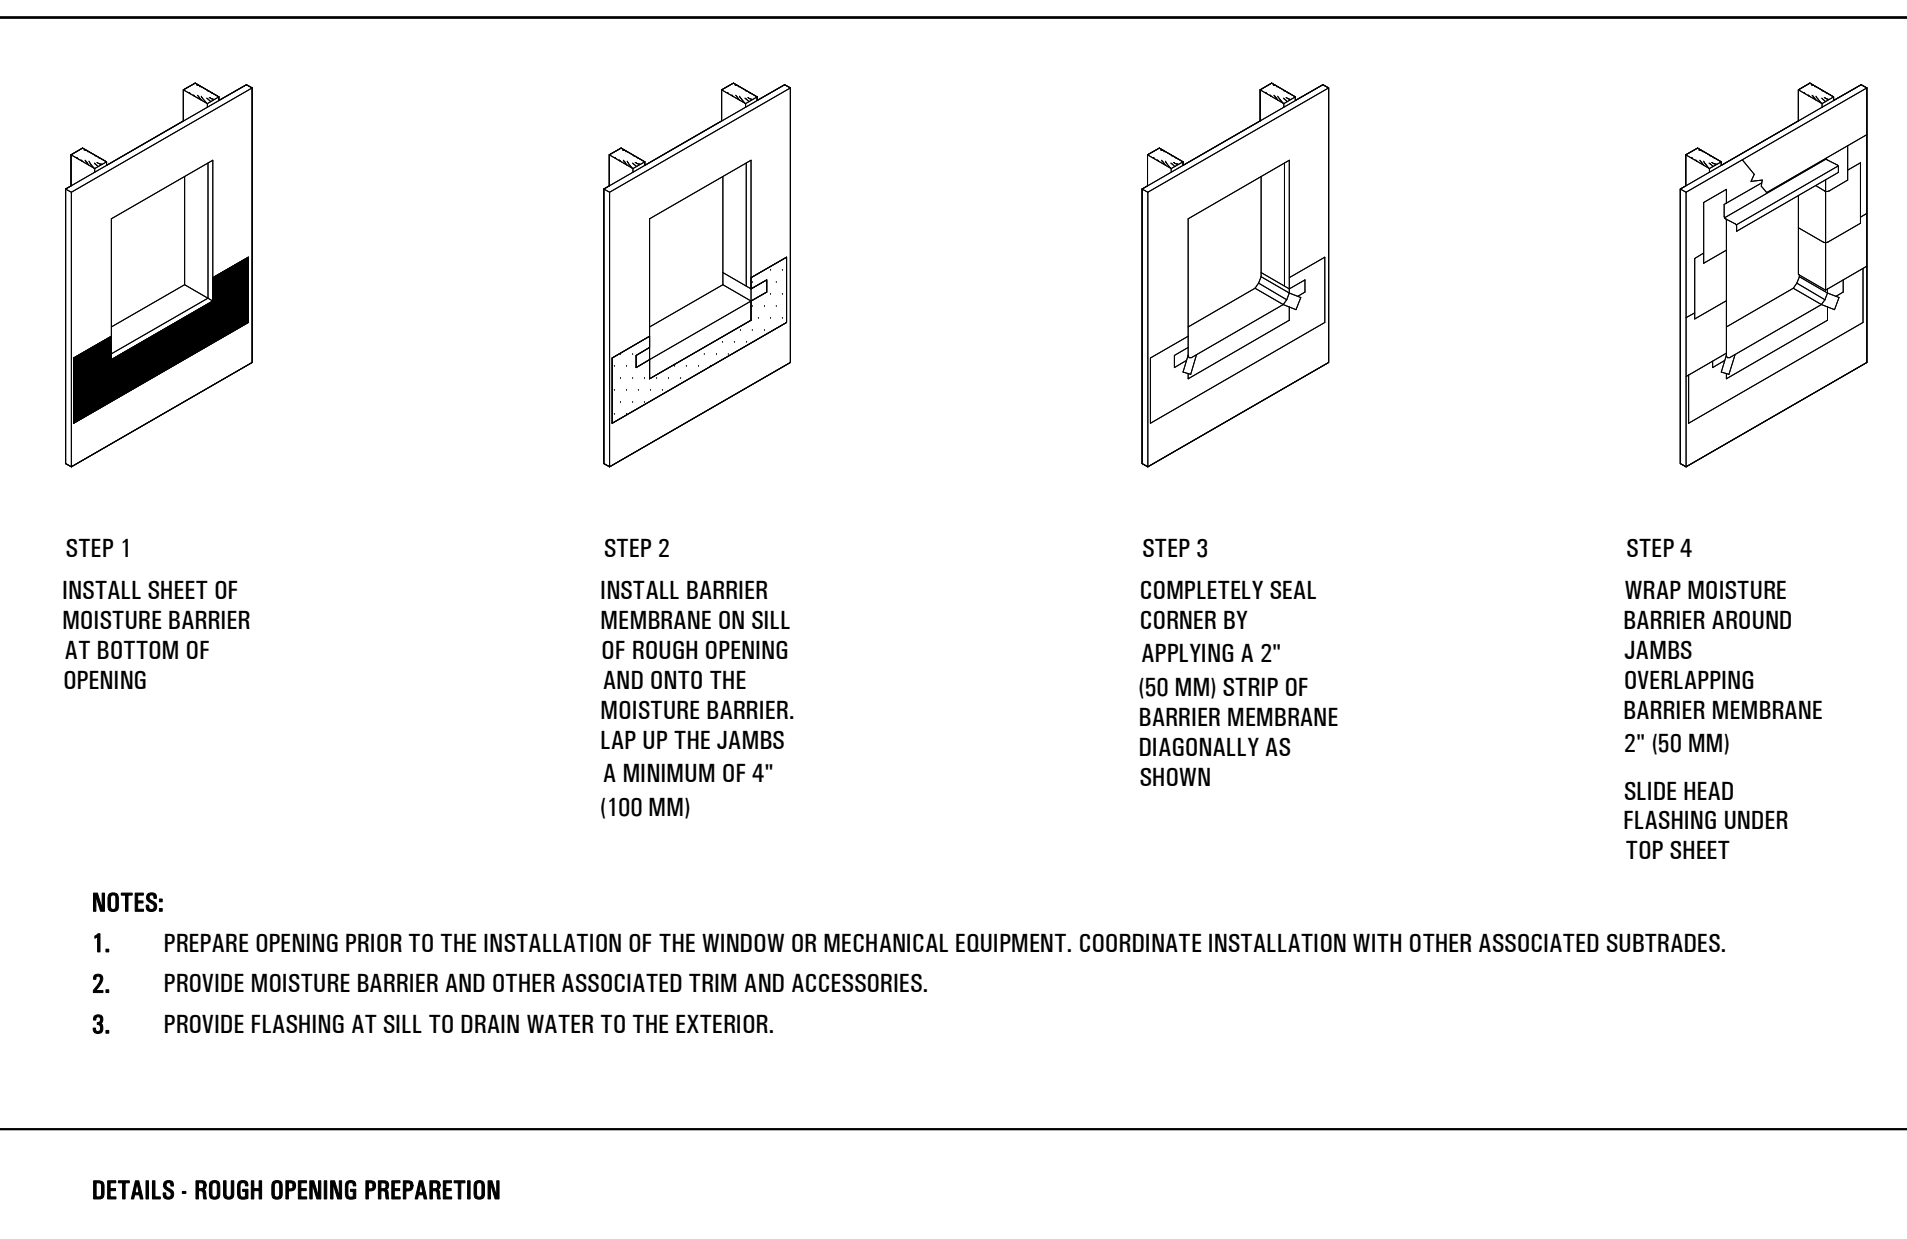 STEP 1
INSTALL SHEET OF
MOISTURE BARRIER
AT BOTTOM OF
OPENING
STEP 2
INSTALL BARRIER
MEMBRANE ON SILL
OF ROUGH OPENING
AND ONTO THE
MOISTURE BARRIER.
LAP UP THE JAMBS
A MINIMUM OF 4"
(100 MM)
STEP 3
COMPLETELY SEAL
CORNER BY
APPLYING A 2"
(50 MM) STRIP OF
BARRIER MEMBRANE
DIAGONALLY AS
SHOWN
STEP 4
WRAP MOISTURE
BARRIER AROUND
JAMBS
OVERLAPPING
BARRIER MEMBRANE
2" (50 MM)
SLIDE HEAD
FLASHING UNDER
TOP SHEET
NOTES:
1. PREPARE OPENING PRIOR TO THE INSTALLATION OF THE WINDOW OR MECHANICAL EQUIPMENT. COORDINATE INSTALLATION WITH OTHER ASSOCIATED SUBTRADES.
2. PROVIDE MOISTURE BARRIER AND OTHER ASSOCIATED TRIM AND ACCESSORIES.
3. PROVIDE FLASHING AT SILL TO DRAIN WATER TO THE EXTERIOR.
DETAILS - ROUGH OPENING PREPARETION